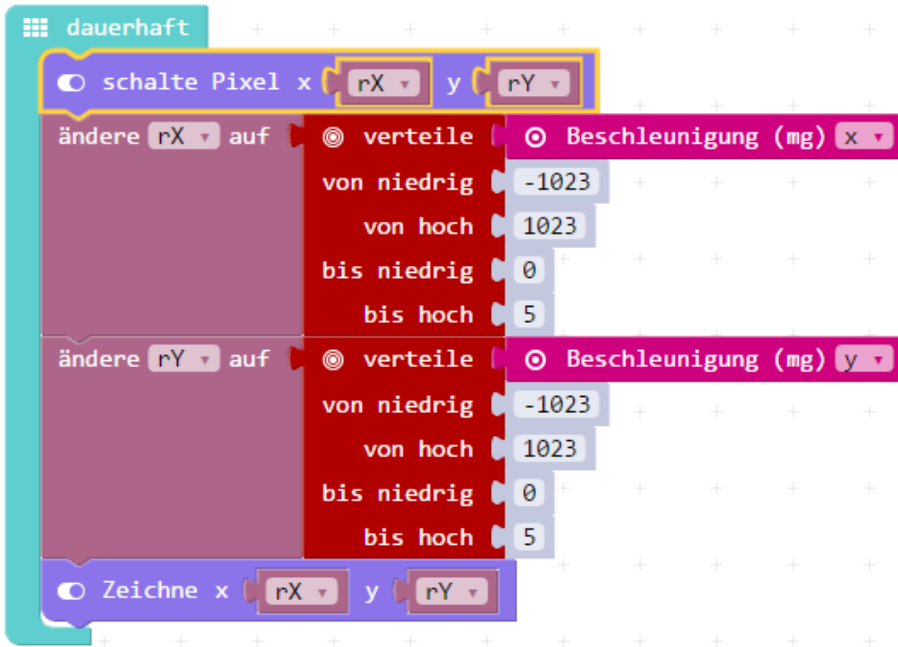 dauerhaft
schalte Pixel x rX y rY
ändere rX auf verteile Beschleunigung (mg) x
von niedrig -1023
von hoch 1023
bis niedrig 0
bis hoch 5
ändere rY auf verteile Beschleunigung (mg) y
von niedrig -1023
von hoch 1023
bis niedrig 0
bis hoch 5
Zeichne x rX y rY